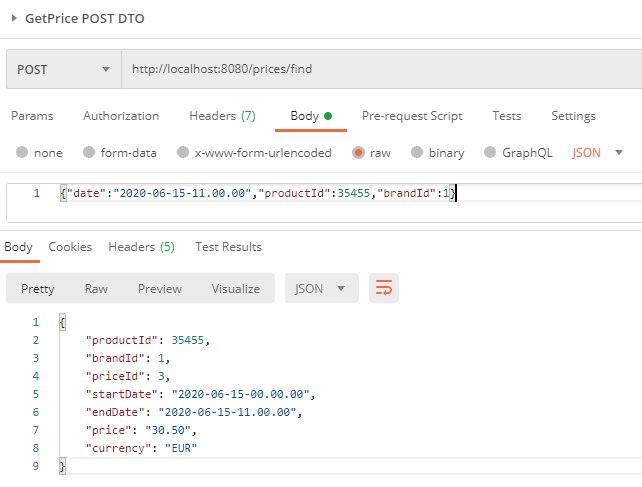 GetPrice POST DTO
POST http://localhost:8080/prices/find
Params Authorization Headers (7) Body Pre-request Script Tests Settings
none form-data x-www-form-urlencoded raw binary GraphQL JSON
1 {"date":"2020-06-15-11.00.00","productId":35455,"brandId":1}
Body Cookies Headers (5) Test Results
Pretty Raw Preview Visualize JSON
1 {
2 "productId": 35455,
3 "brandId": 1,
4 "priceId": 3,
5 "startDate": "2020-06-15-00.00.00",
6 "endDate": "2020-06-15-11.00.00",
7 "price": "30.50",
8 "currency": "EUR"
9 }